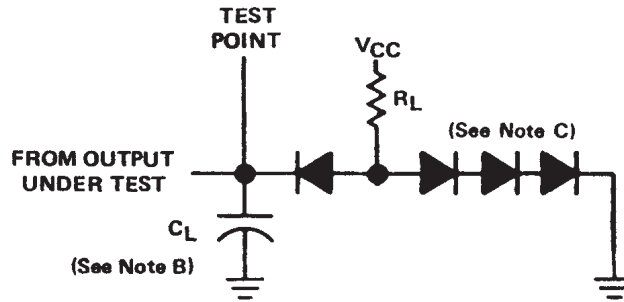 TEST
POINT
VCC
RL
(See Note C)
FROM OUTPUT
UNDER TEST
CL
(See Note B)